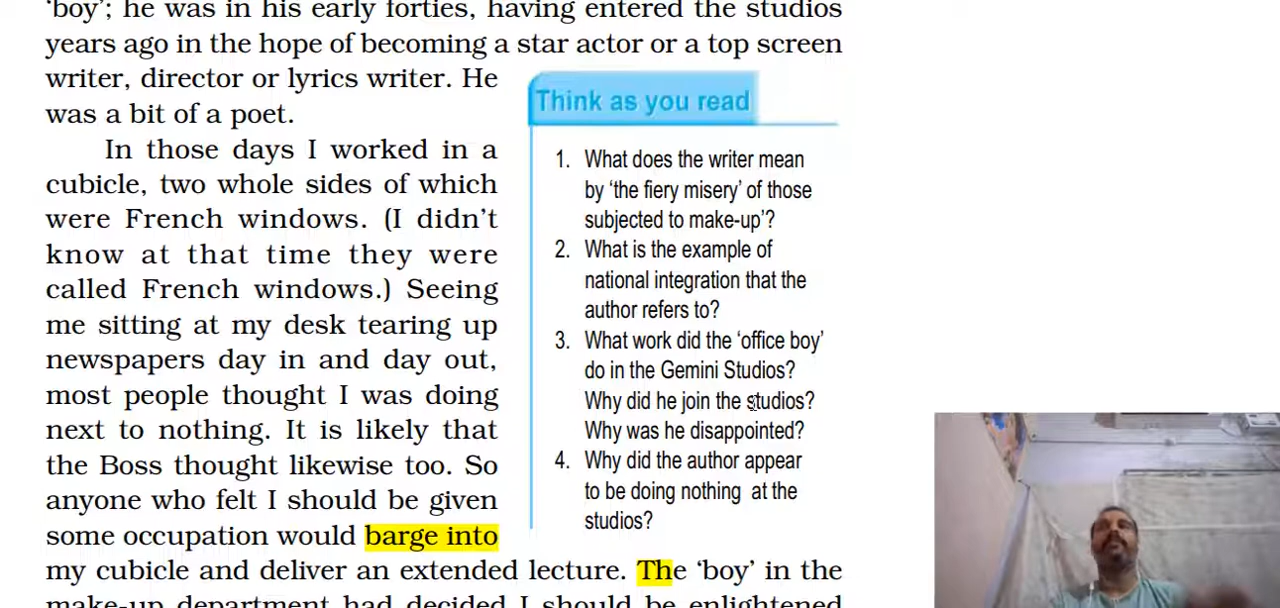 'boy'; he was in his early forties, having entered the studios
years ago in the hope of becoming a star actor or a top screen
writer, director or lyrics writer. He
was a bit of a poet.
In those days I worked in a
cubicle, two whole sides of which
were French windows. (I didn't
know at that time they were
called French windows.) Seeing
me sitting at my desk tearing up
newspapers day in and day out,
most people thought I was doing
next to nothing. It is likely that
the Boss thought likewise too. So
anyone who felt I should be given
some occupation would barge into
my cubicle and deliver an extended lecture. The 'boy' in the
make-up department had decided I should be enlightened
Think as you read
1. What does the writer mean
by 'the fiery misery' of those
subjected to make-up'?
2. What is the example of
national integration that the
author refers to?
3. What work did the 'office boy'
do in the Gemini Studios?
Why did he join the studios?
Why was he disappointed?
4. Why did the author appear
to be doing nothing at the
studios?